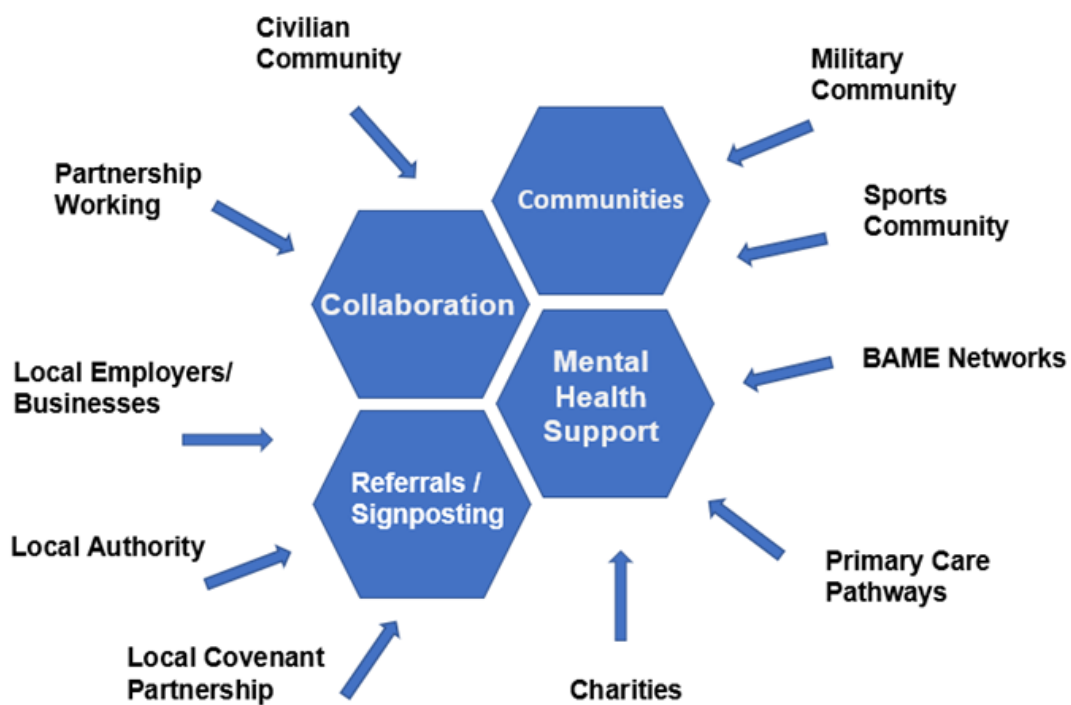 Civilian
Community
Military
Community
Partnership
Working
Communities
Sports
Community
Collaboration
Local Employers/
Businesses
Mental
Health
Support
BAME Networks
Referrals /
Signposting
Local Authority
Primary Care
Pathways
Local Covenant
Partnership
Charities